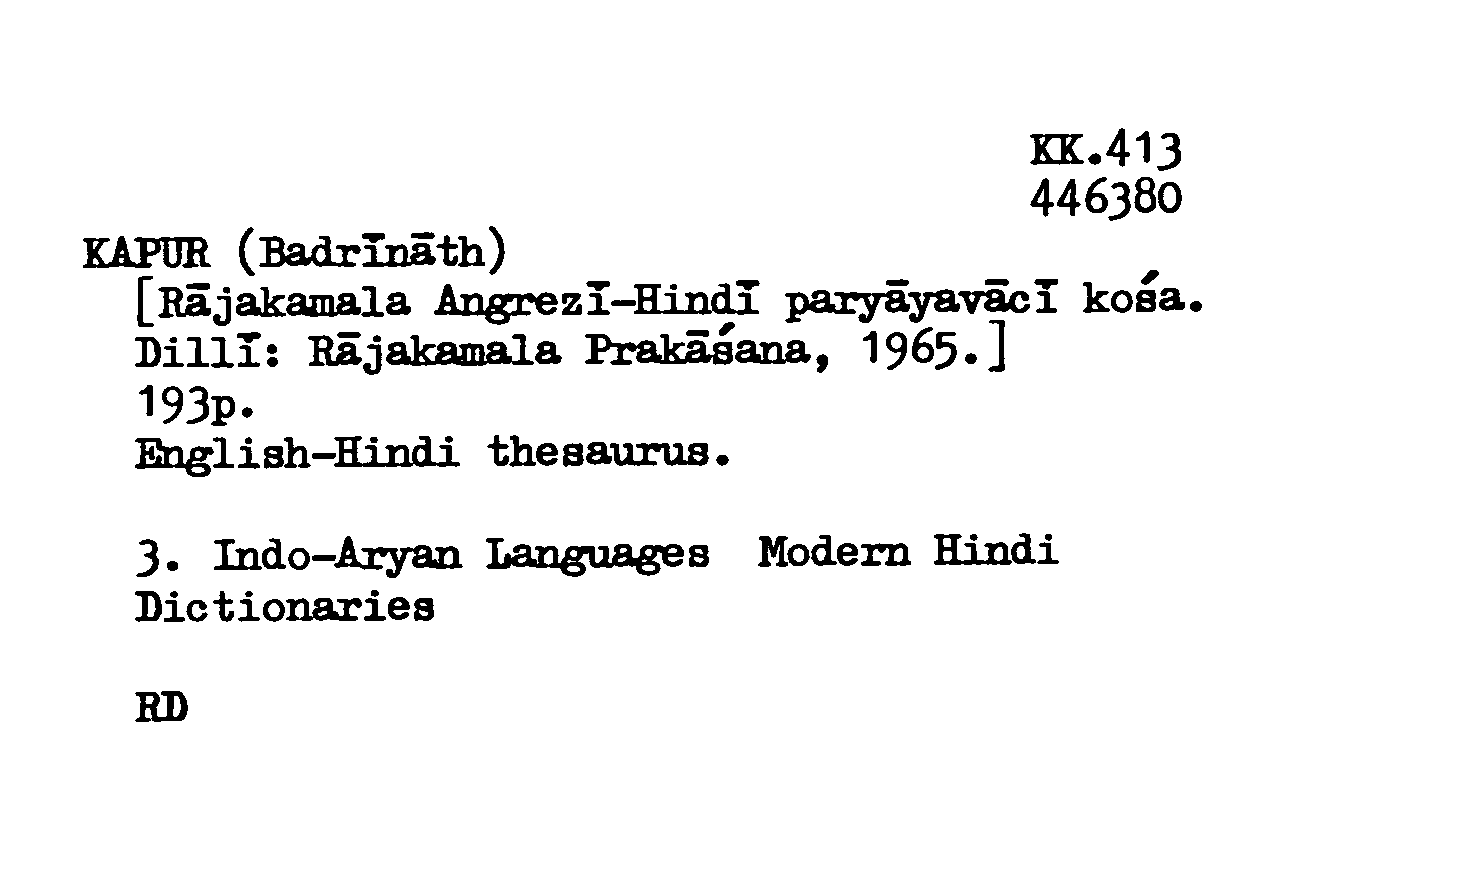 KK.413
446380
KAPUR (Badrīnāth)
[Rājakamala Angrezī-Hindī paryāyavācī kośa.
Dillī: Rājakamala Prakāśana, 1965.]
193p.
English-Hindi thesaurus.
3. Indo-Aryan Languages Modern Hindi
Dictionaries
RD